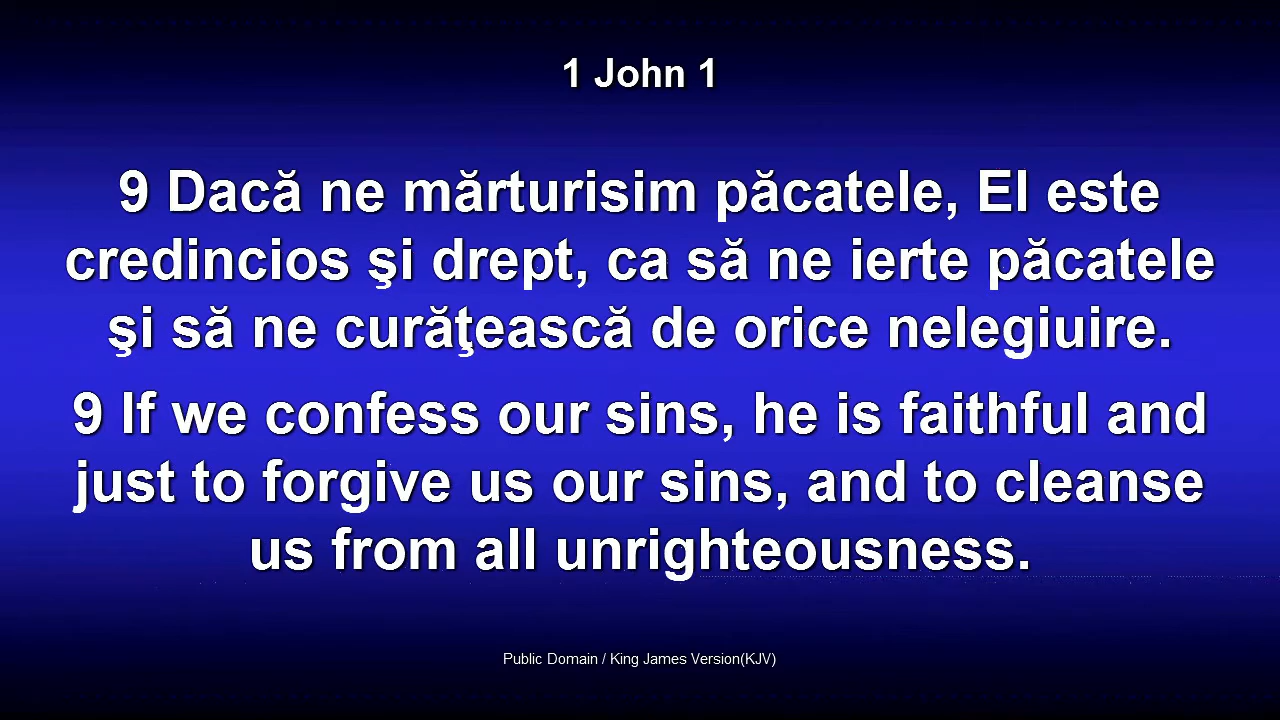 1 John 1
9 Dacă ne mărturisim păcatele, El este
credincios şi drept, ca să ne ierte păcatele
şi să ne curăţească de orice nelegiuire.
9 If we confess our sins, he is faithful and
just to forgive us our sins, and to cleanse
us from all unrighteousness.
Public Domain / King James Version(KJV)